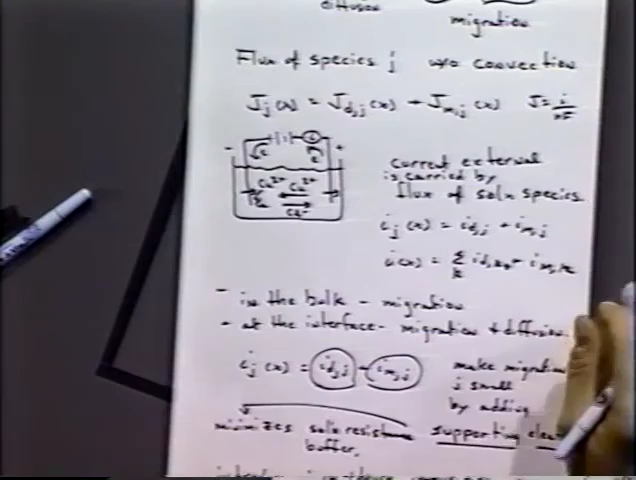 diffusion
migration
Flux of species j w/o convection
Jj(x) = Jd,j(x) + Jm,j(x) J = i/nF
current external
is carried by
flux of soln species
ij(x) = id,j + im,j
i(x) = Σk id,k + im,k
- in the bulk - migration
- at the interface - migration + diffusion
ij(x) = id,j + im,j
make migration
j small
by adding
minimizes soln resistance supporting
buffer.